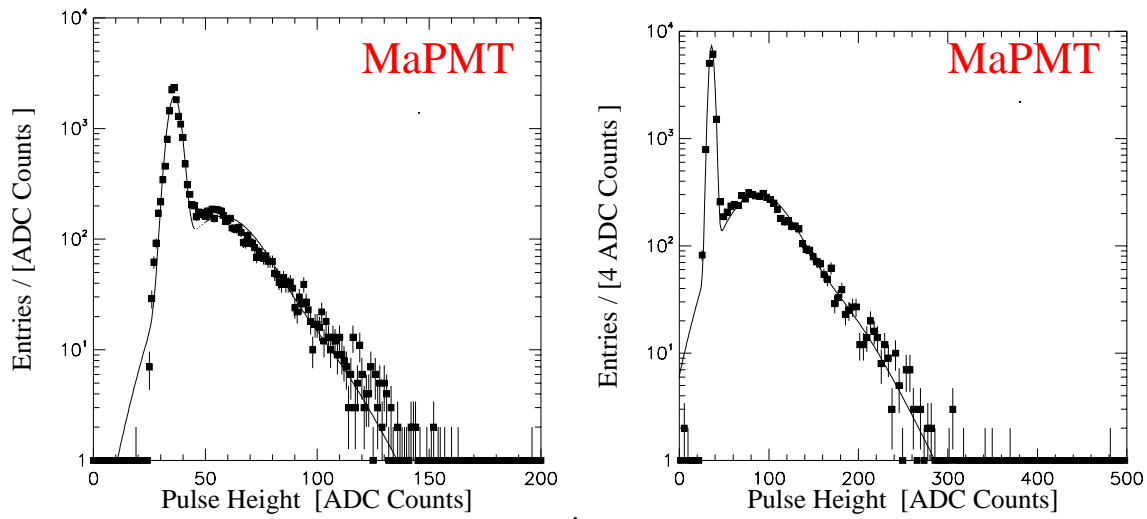 10⁴
10³
10²
10¹
1
Entries / [ADC Counts ]
MaPMT
0 50 100 150 200
Pulse Height [ADC Counts]
10⁴
10³
10²
10¹
1
Entries / [4 ADC Counts ]
MaPMT
0 100 200 300 400 500
Pulse Height [ADC Counts]
,